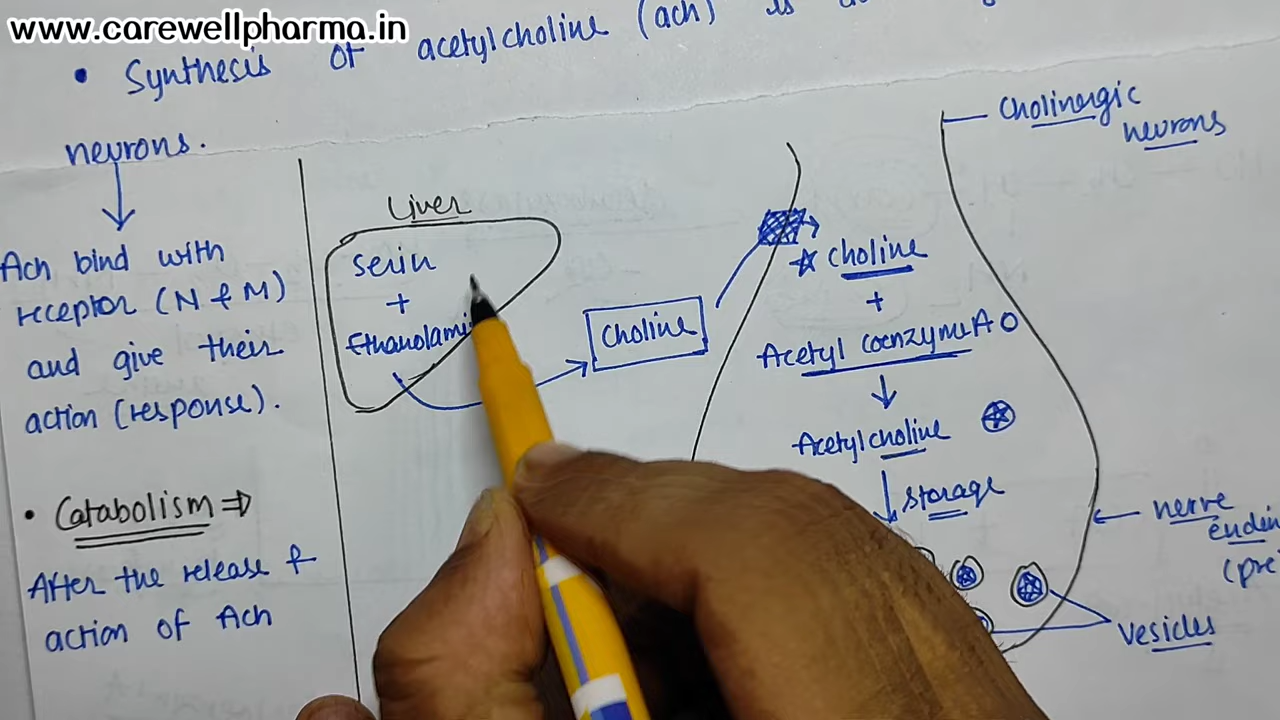 www.carewellpharma.in
• Synthesis of acetylcholine (ach) is
neurons.
Ach bind with
receptor (N & M)
and give their
action (response).
• Catabolism ⇒
After the release &
action of Ach
Liver
Serin
+
Ethanolami
Choline
choline
+
Acetyl coenzyme A
Acetylcholine
storage
Cholinergic
neurons
nerve
endin
(pre
vesicles